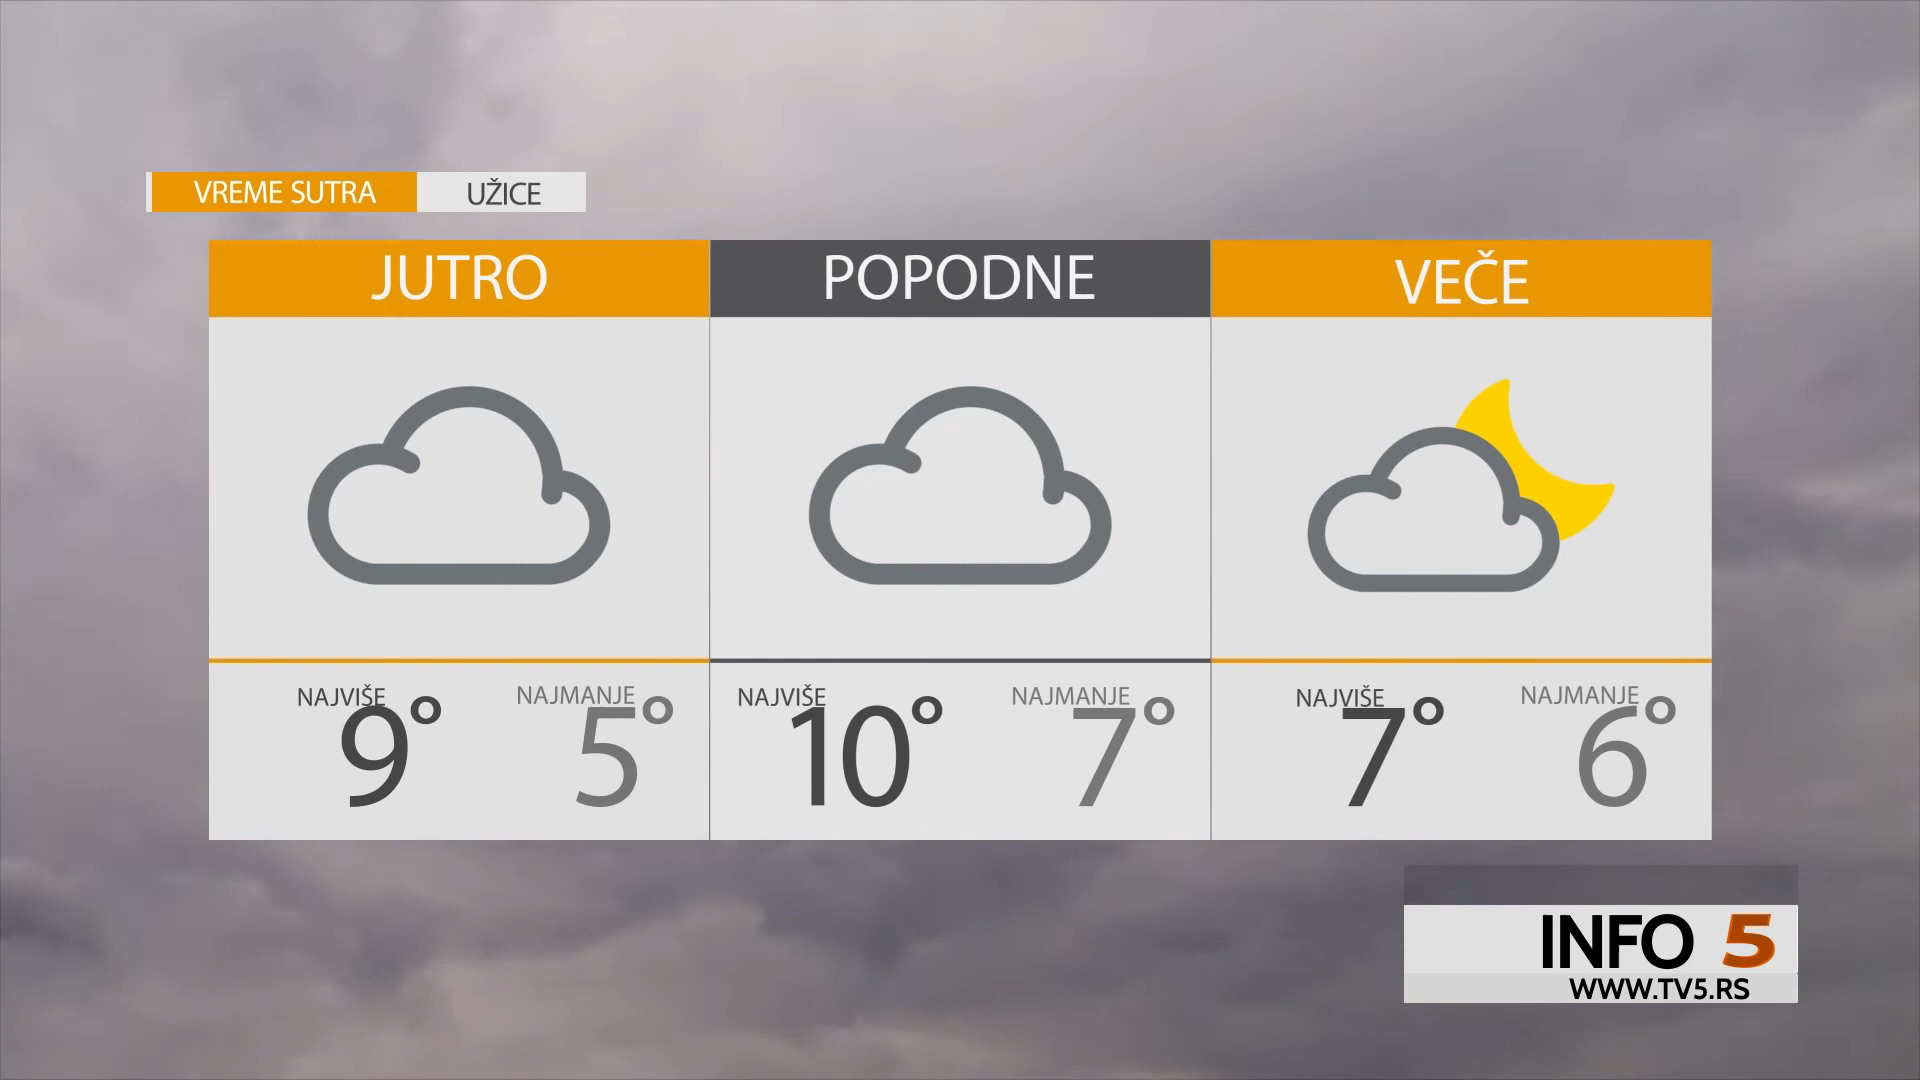 VREME SUTRA UŽICE
JUTRO POPODNE VEČE
NAJVIŠE NAJMANJE NAJVIŠE NAJMANJE NAJVIŠE NAJMANJE
9° 5° 10° 7° 7° 6°
INFO 5
WWW.TV5.RS